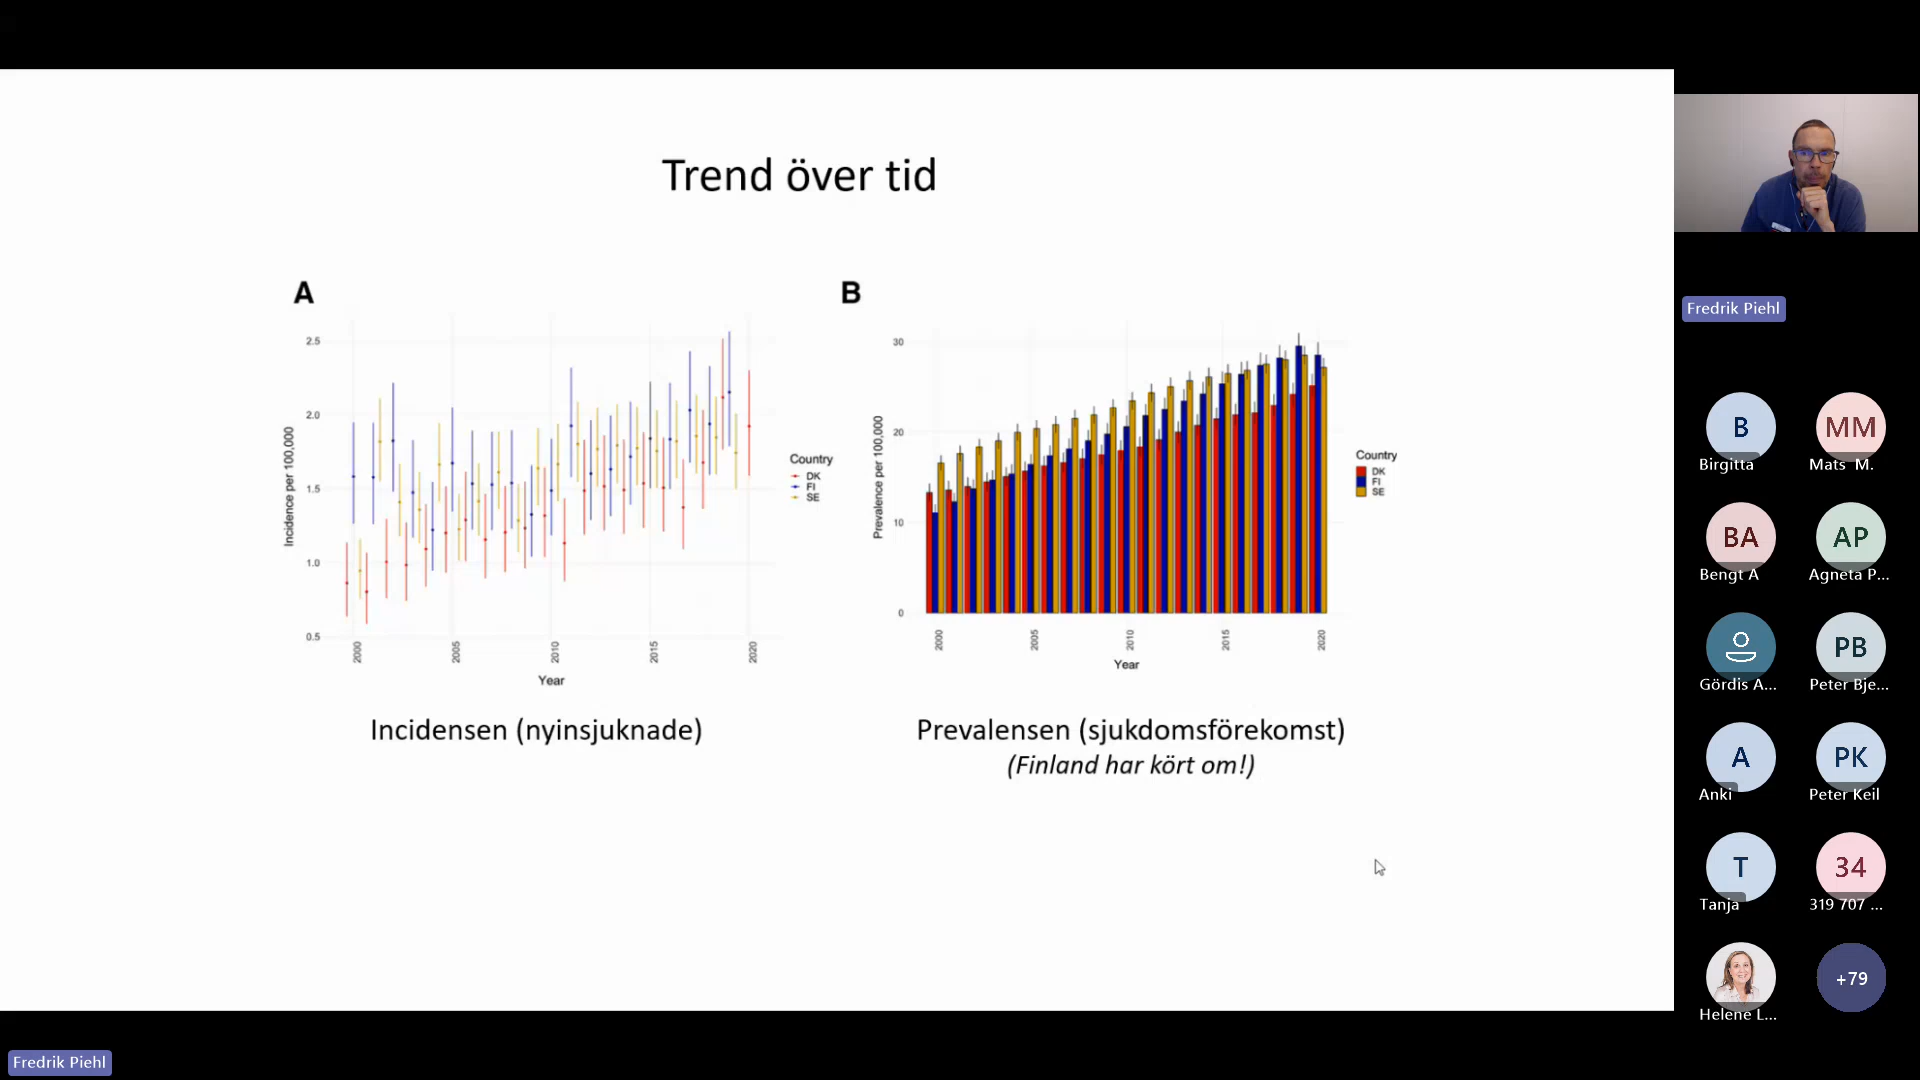 Trend över tid
A
2.5
2.0
1.5
1.0
0.5
Incidence per 100,000
2000
2005
2010
2015
2020
Year
Country
DK
FI
SE
Incidensen (nyinsjuknade)
B
30
20
10
0
Prevalence per 100,000
2000
2005
2010
2015
2020
Year
Country
DK
FI
SE
Prevalensen (sjukdomsförekomst)
(Finland har kört om!)
Fredrik Piehl
B
Birgitta
MM
Mats M.
BA
Bengt A
AP
Agneta P...
Gördis A...
PB
Peter Bje...
A
Anki
PK
Peter Keil
T
Tanja
34
319 707 ...
Helene L...
+79
Fredrik Piehl